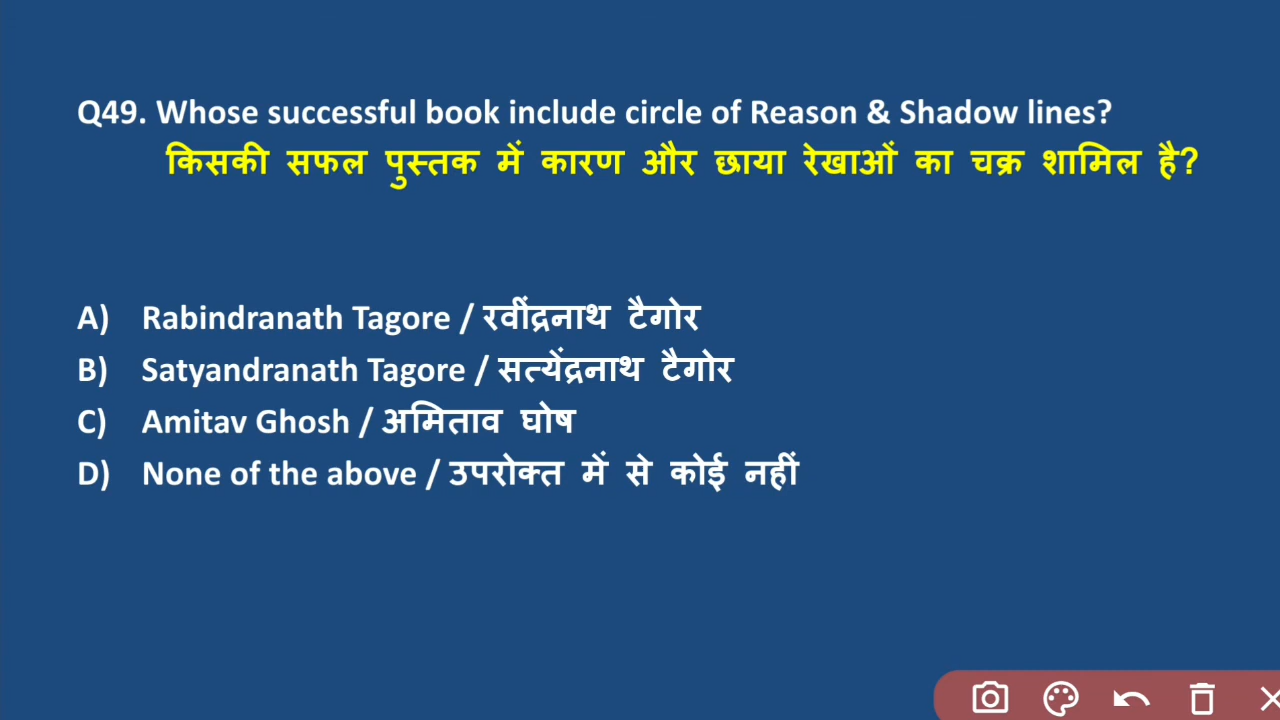 Q49. Whose successful book include circle of Reason & Shadow lines?
किसकी सफल पुस्तक में कारण और छाया रेखाओं का चक्र शामिल है?
A) Rabindranath Tagore / रवींद्रनाथ टैगोर
B) Satyandranath Tagore / सत्येंद्रनाथ टैगोर
C) Amitav Ghosh / अमिताव घोष
D) None of the above / उपरोक्त में से कोई नहीं